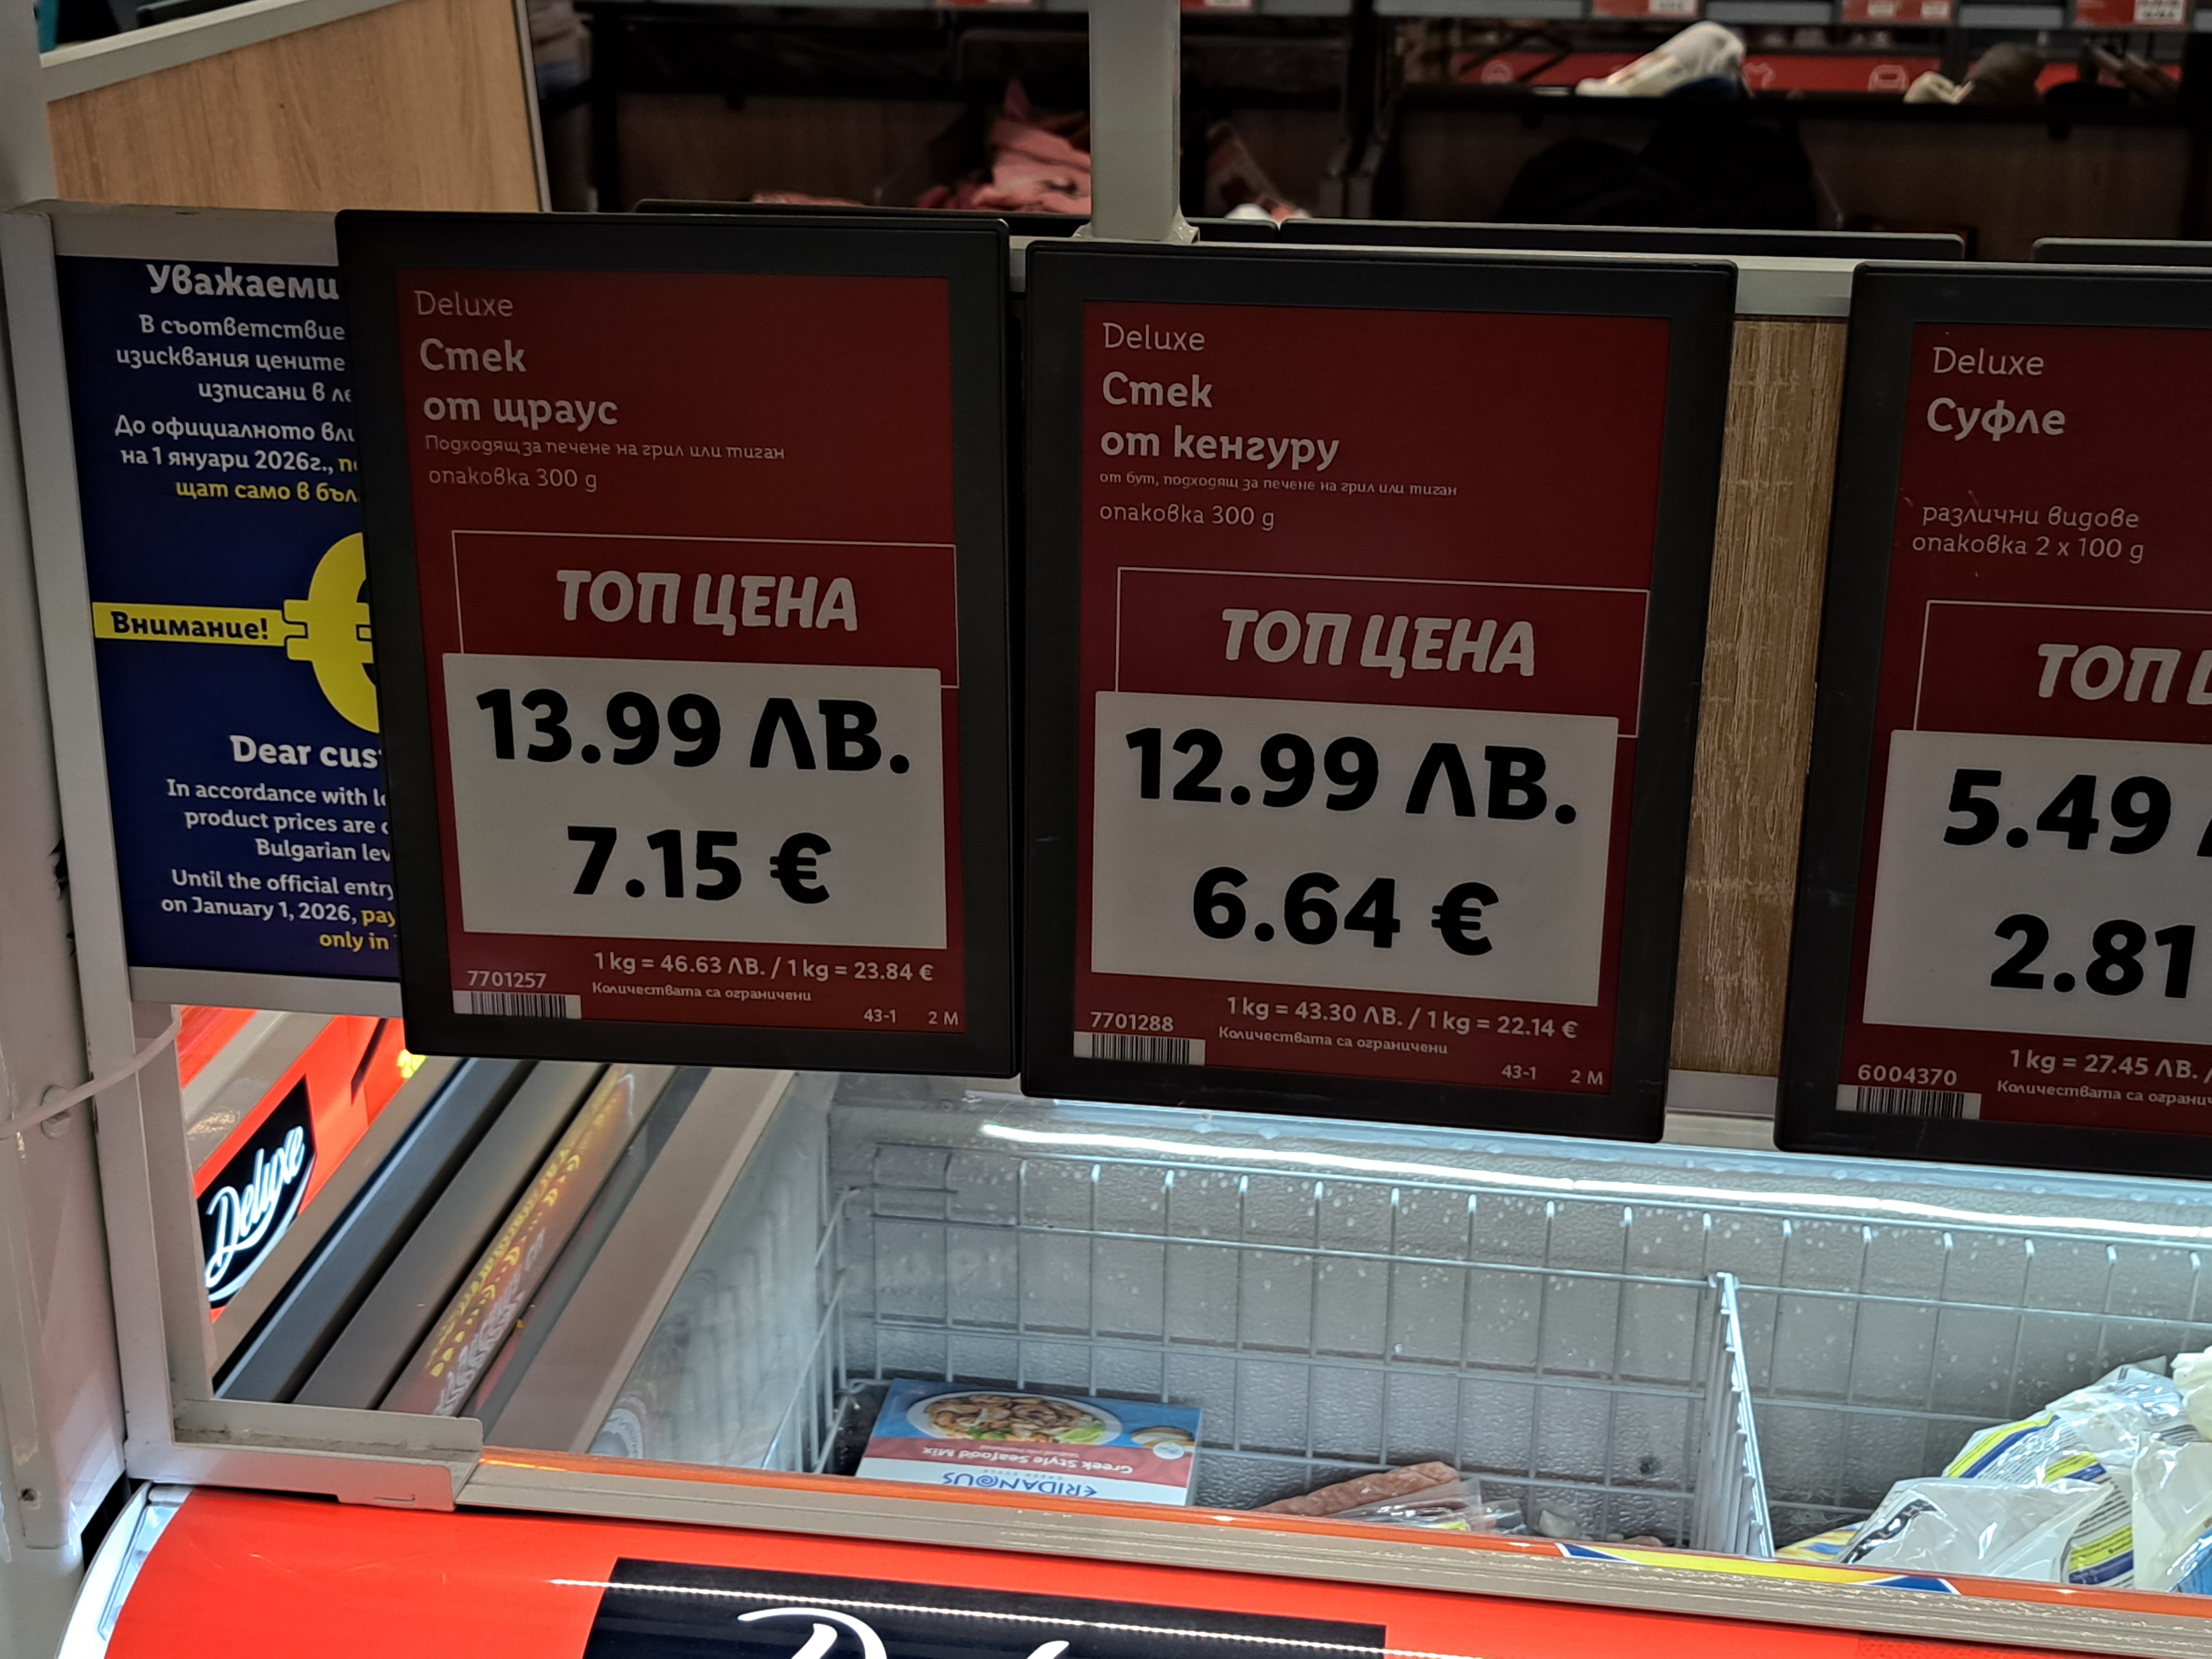 Уважаеми
В съответствие
изисквания цените
изписани в ле
До официалното вли
на 1 януари 2026г., п
щат само в бъл
Внимание!
Dear cus
In accordance with le
product prices are
Bulgarian lev
Until the official entry
on January 1, 2026, pay
only in
Deluxe
Стек
от щраус
Подходящ за печене на грил или тиган
опаковка 300 g
ТОП ЦЕНА
13.99 ЛВ.
7.15 €
1 kg = 46.63 ЛВ. / 1 kg = 23.84 €
7701257
Количествата са ограничени
43-1 2 М
Deluxe
Стек
от кенгуру
от бут, подходящ за печене на грил или тиган
опаковка 300 g
ТОП ЦЕНА
12.99 ЛВ.
6.64 €
1 kg = 43.30 ЛВ. / 1 kg = 22.14 €
7701288
Количествата са ограничени
43-1 2 М
Deluxe
Суфле
различни видове
опаковка 2 x 100 g
ТОП
5.49
2.81
1 kg = 27.45 ЛВ. /
6004370
Количествата са огранич
Deluxe
Greek Style Seafood Mix
ERIDANOUS